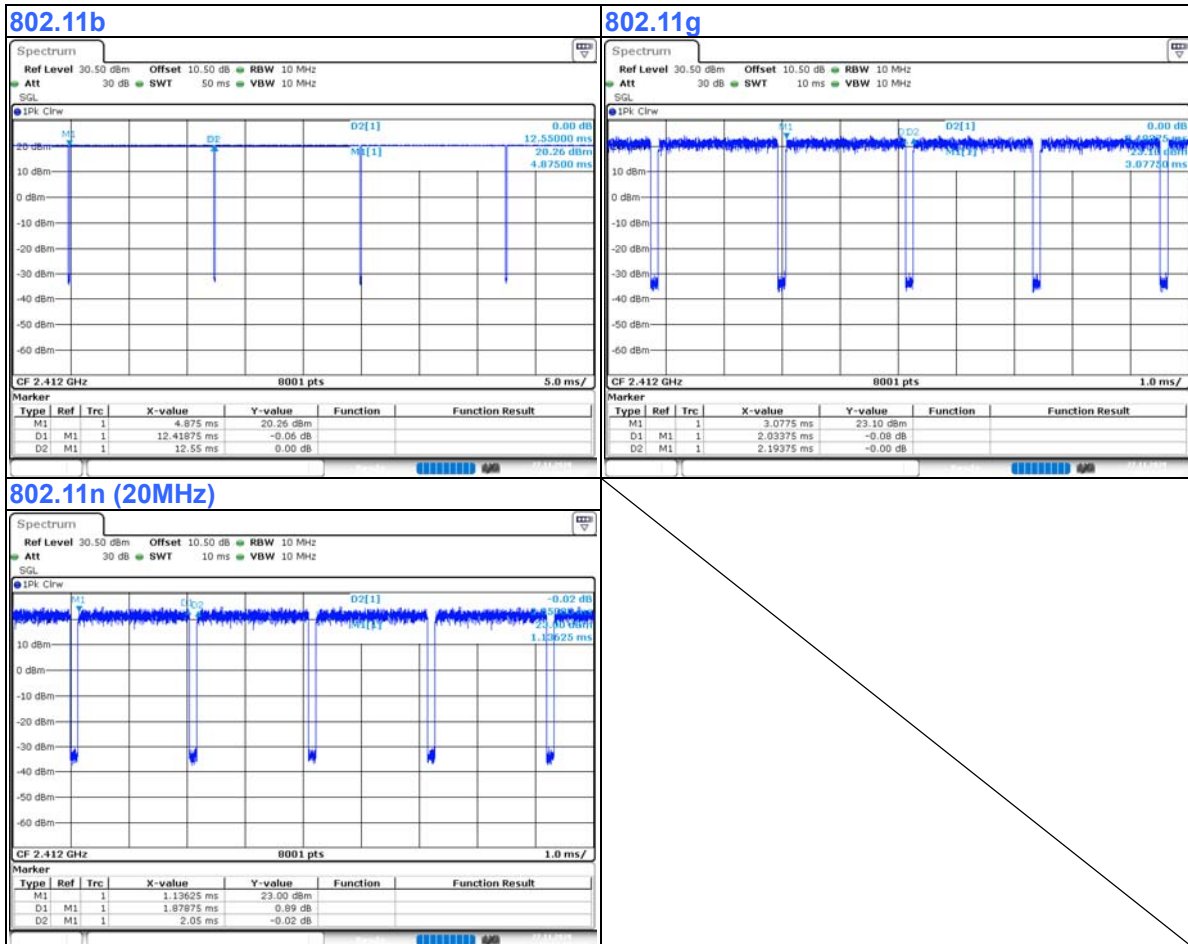 802.11b
Spectrum
Ref Level 30.50 dBm Offset 10.50 dB RBW 10 MHz
Att 30 dB SWT 50 ms VBW 10 MHz
SGL
1Pk Clrw
D2[1] 0.00 dB
12.55000 ms
M1[1] 20.26 dBm
4.87500 ms
M1
20 dBm
10 dBm
0 dBm
-10 dBm
-20 dBm
-30 dBm
-40 dBm
-50 dBm
-60 dBm
CF 2.412 GHz 8001 pts 5.0 ms/
Marker
Type Ref Trc X-value Y-value Function Function Result
M1 1 4.875 ms 20.26 dBm
D1 M1 1 12.41875 ms -0.06 dB
D2 M1 1 12.55 ms 0.00 dB
802.11g
Spectrum
Ref Level 30.50 dBm Offset 10.50 dB RBW 10 MHz
Att 30 dB SWT 10 ms VBW 10 MHz
SGL
1Pk Clrw
D2[1] 0.00 dB
M1[1]
3.07750 ms
M1
D1 D2
10 dBm
0 dBm
-10 dBm
-20 dBm
-30 dBm
-40 dBm
-50 dBm
-60 dBm
CF 2.412 GHz 8001 pts 1.0 ms/
Marker
Type Ref Trc X-value Y-value Function Function Result
M1 1 3.0775 ms 23.10 dBm
D1 M1 1 2.03375 ms -0.08 dB
D2 M1 1 2.19375 ms -0.00 dB
802.11n (20MHz)
Spectrum
Ref Level 30.50 dBm Offset 10.50 dB RBW 10 MHz
Att 30 dB SWT 10 ms VBW 10 MHz
SGL
1Pk Clrw
D2[1] -0.02 dB
M1[1] 23.00 dBm
1.13625 ms
M1
D1 D2
10 dBm
0 dBm
-10 dBm
-20 dBm
-30 dBm
-40 dBm
-50 dBm
-60 dBm
CF 2.412 GHz 8001 pts 1.0 ms/
Marker
Type Ref Trc X-value Y-value Function Function Result
M1 1 1.13625 ms 23.00 dBm
D1 M1 1 1.87875 ms 0.89 dB
D2 M1 1 2.05 ms -0.02 dB